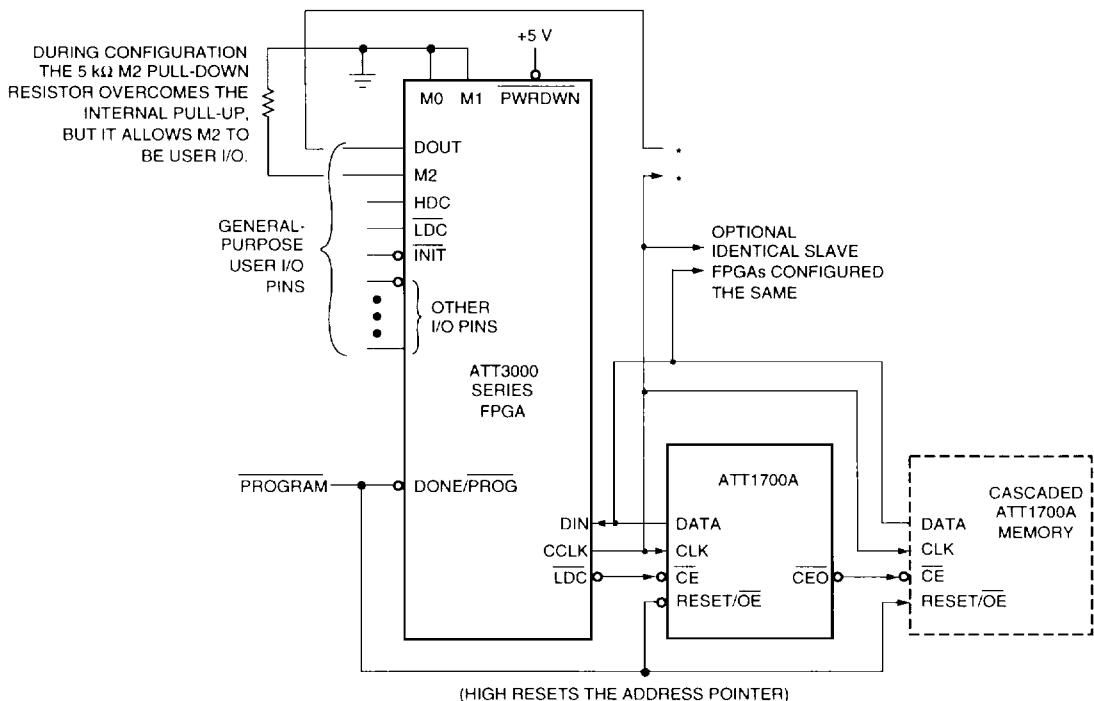 +5 V
DURING CONFIGURATION
THE 5 kΩ M2 PULL-DOWN
RESISTOR OVERCOMES THE
INTERNAL PULL-UP,
BUT IT ALLOWS M2 TO
BE USER I/O.
M0 M1 PWRDWN
DOUT
M2
HDC
LDC
INIT
GENERAL-
PURPOSE
USER I/O
PINS
OTHER
I/O PINS
*
*
OPTIONAL
IDENTICAL SLAVE
FPGAs CONFIGURED
THE SAME
ATT3000
SERIES
FPGA
PROGRAM
DONE/PROG
DIN
CCLK
LDC
ATT1700A
DATA
CLK
CE
RESET/OE
CEO
CASCADED
ATT1700A
MEMORY
DATA
CLK
CE
RESET/OE
(HIGH RESETS THE ADDRESS POINTER)